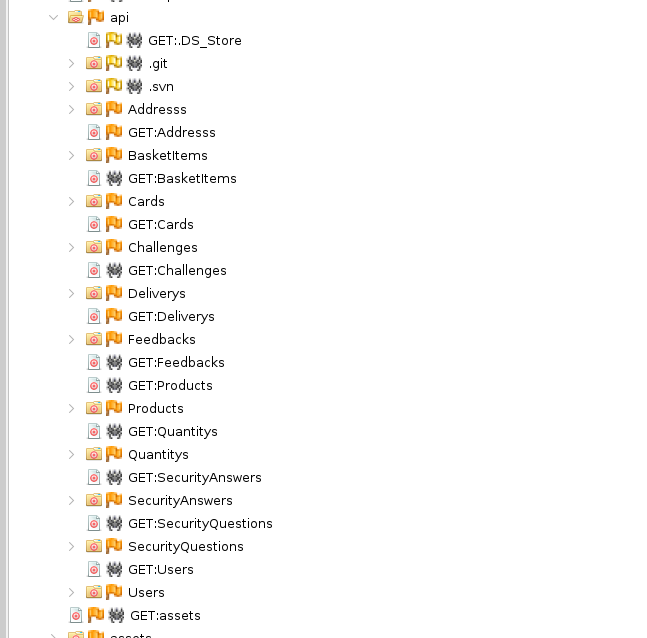 api
GET:.DS_Store
.git
.svn
Addresss
GET:Addresss
BasketItems
GET:BasketItems
Cards
GET:Cards
Challenges
GET:Challenges
Deliverys
GET:Deliverys
Feedbacks
GET:Feedbacks
GET:Products
Products
GET:Quantitys
Quantitys
GET:SecurityAnswers
SecurityAnswers
GET:SecurityQuestions
SecurityQuestions
GET:Users
Users
GET:assets
assets